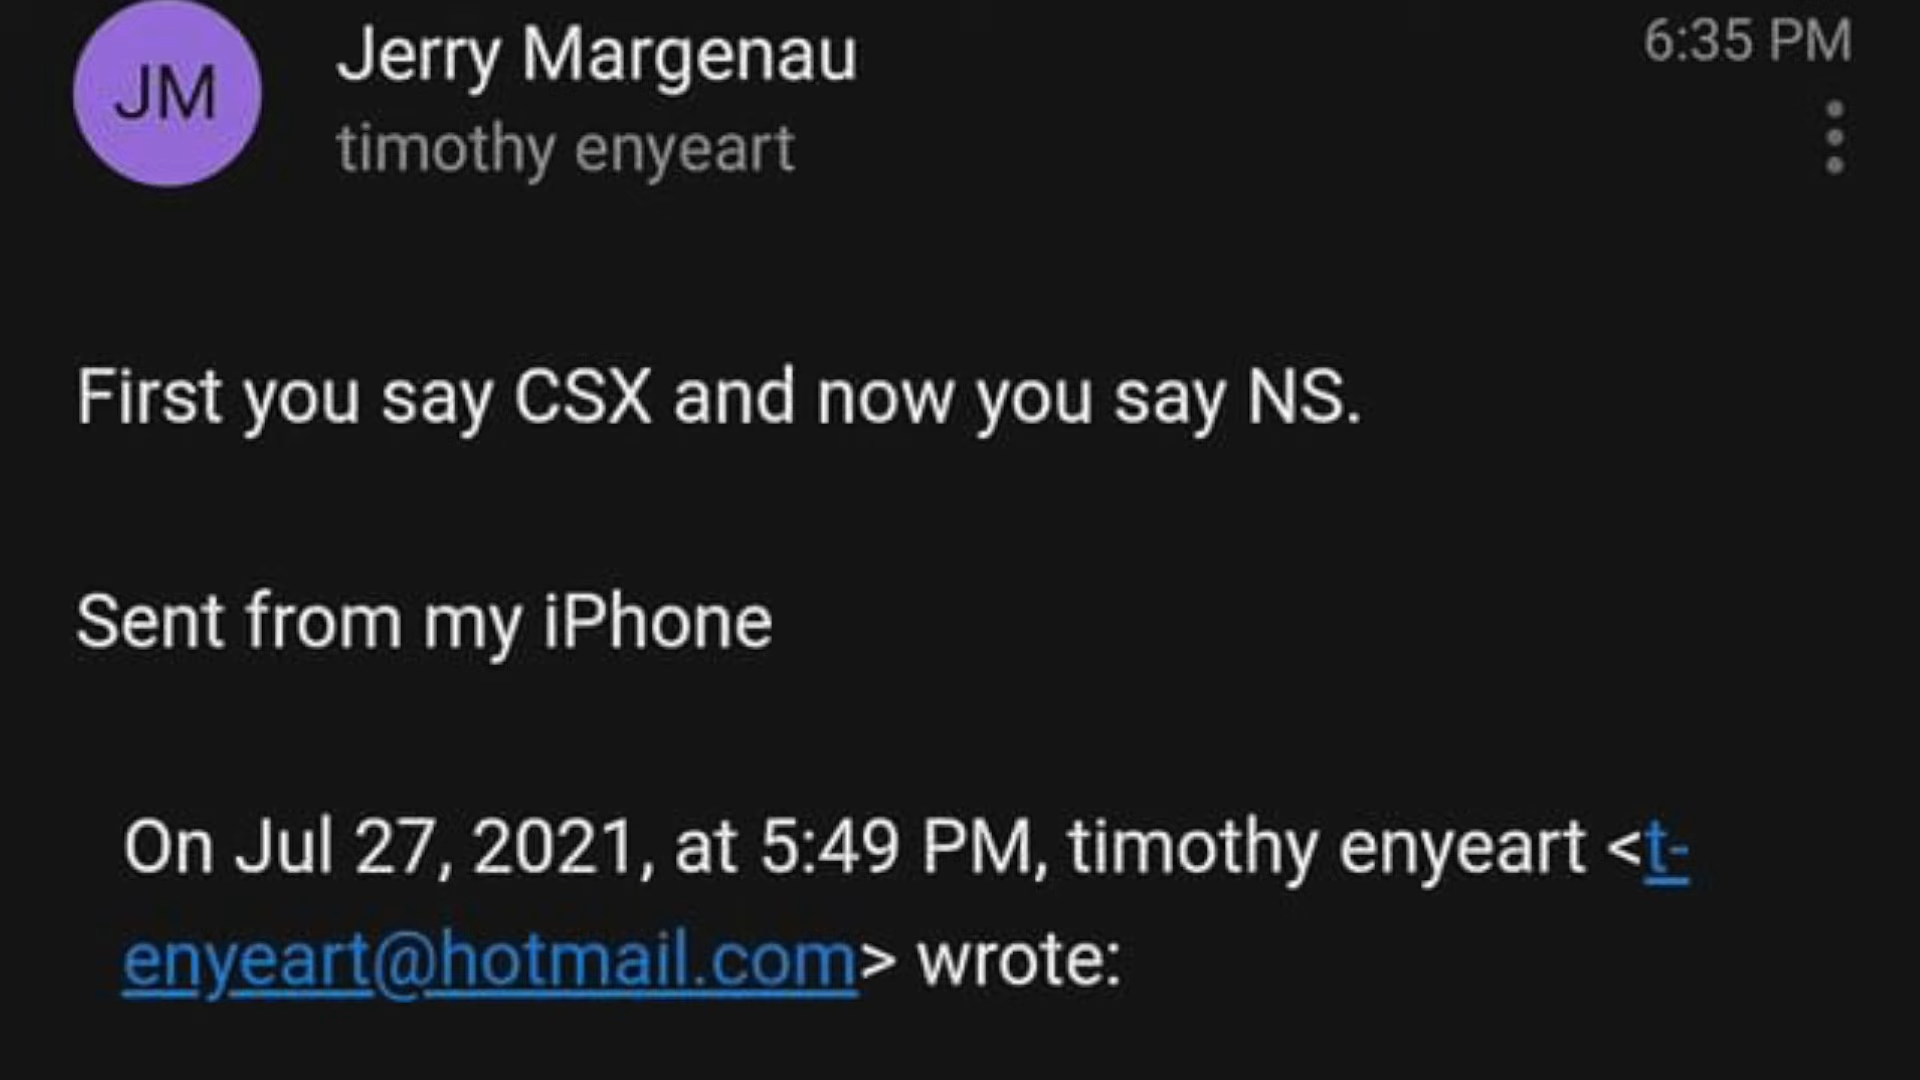 JM
Jerry Margenau
6:35 PM
timothy enyeart
First you say CSX and now you say NS.
Sent from my iPhone
On Jul 27, 2021, at 5:49 PM, timothy enyeart <t-
enyeart@hotmail.com> wrote: